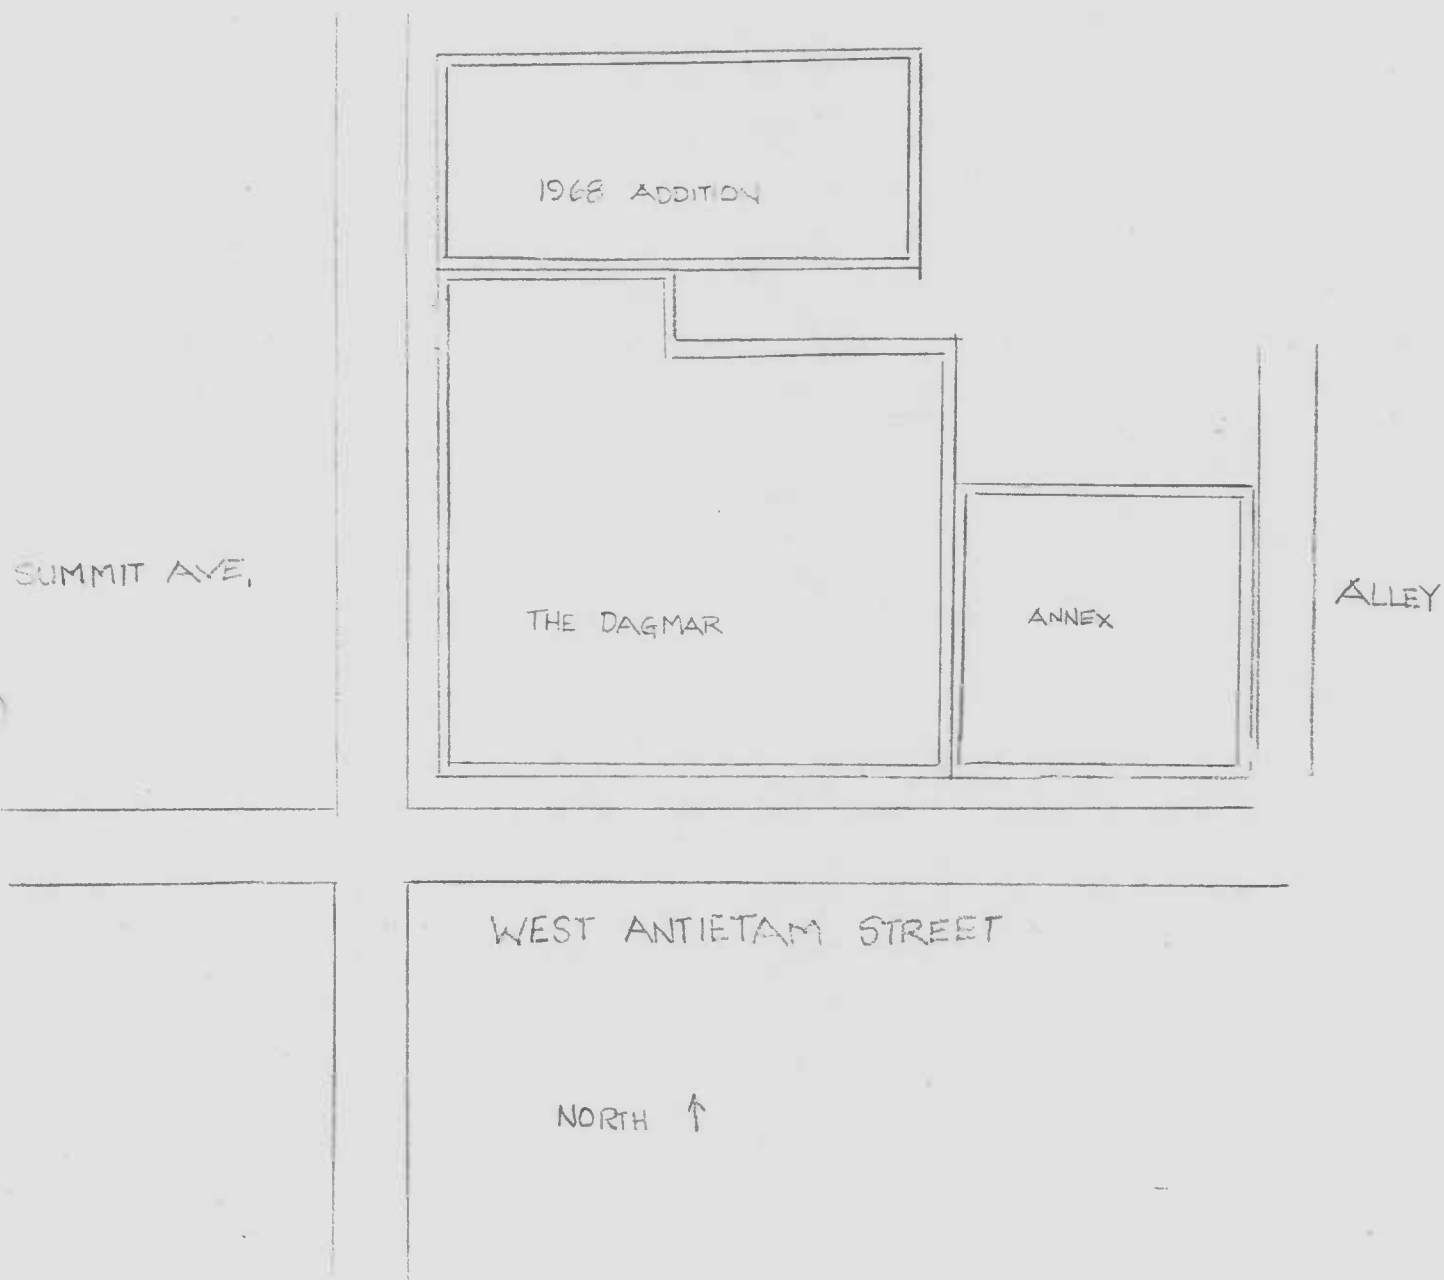 1968 ADDITION
SUMMIT AVE.
THE DAGMAR
ANNEX
ALLEY
WEST ANTIETAM STREET
NORTH ↑